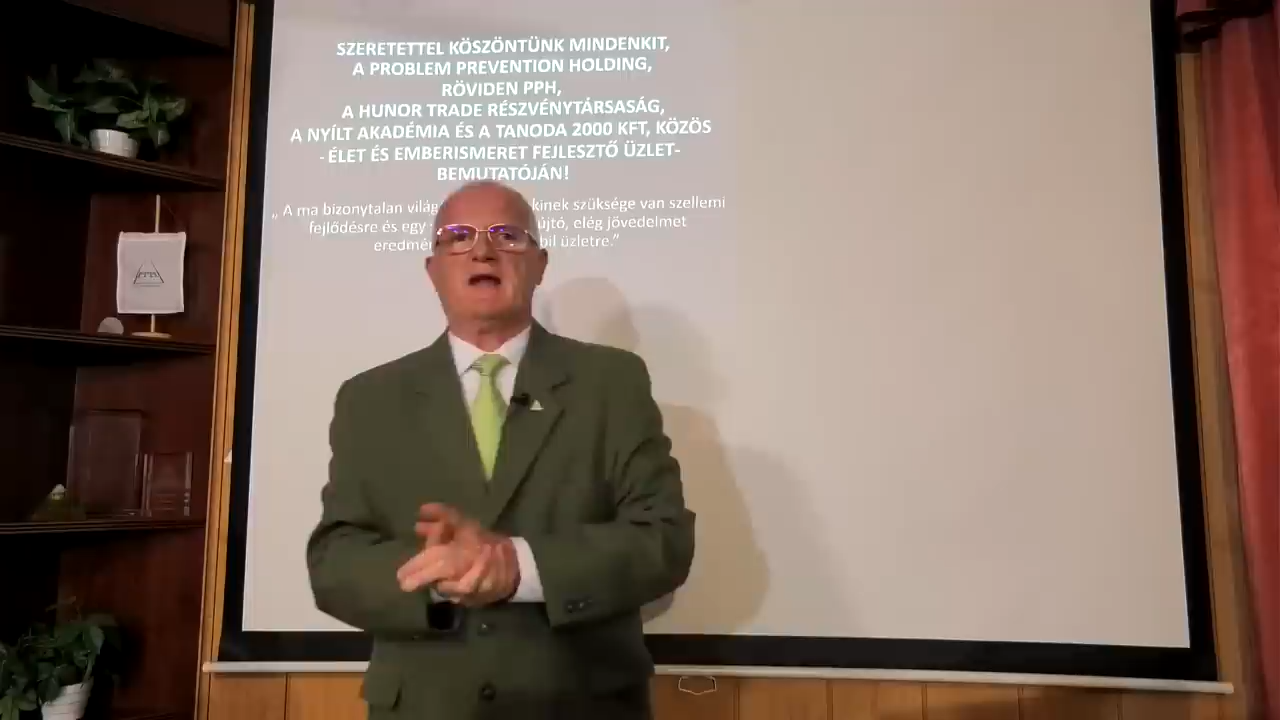 SZERETETTEL KÖSZÖNTÜNK MINDENKIT,
A PROBLEM PREVENTION HOLDING,
RÖVIDEN PPH,
A HUNOR TRADE RÉSZVÉNYTÁRSASÁG,
A NYÍLT AKADÉMIA ÉS A TANODA 2000 KFT, KÖZÖS
- ÉLET ÉS EMBERISMERET FEJLESZTŐ ÜZLET-
BEMUTATÓJÁN!
„ A ma bizonytalan világ kinek szüksége van szellemi
fejlődésre és egy újtó, elég jövedelmet
eredmé bil üzletre.”